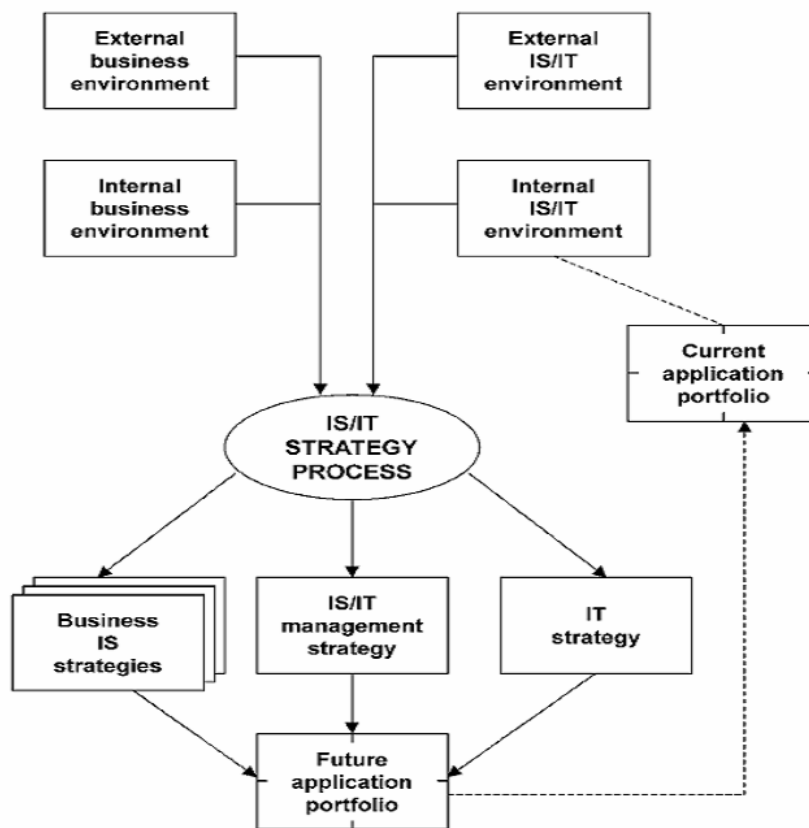 External
business
environment
External
IS/IT
environment
Internal
business
environment
Internal
IS/IT
environment
Current
application
portfolio
IS/IT
STRATEGY
PROCESS
Business
IS
strategies
IS/IT
management
strategy
IT
strategy
Future
application
portfolio